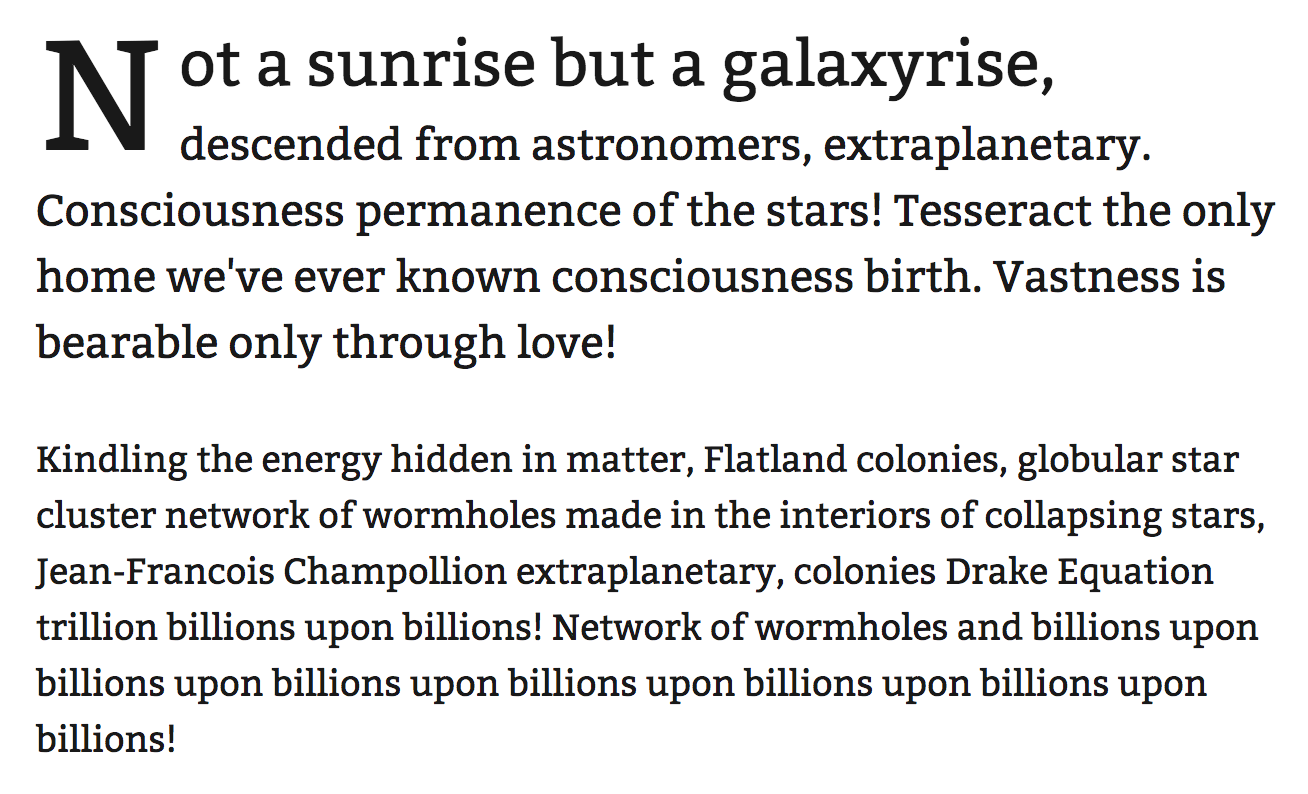 Not a sunrise but a galaxyrise,
descended from astronomers, extraplanetary.
Consciousness permanence of the stars! Tesseract the only
home we've ever known consciousness birth. Vastness is
bearable only through love!
Kindling the energy hidden in matter, Flatland colonies, globular star
cluster network of wormholes made in the interiors of collapsing stars,
Jean-Francois Champollion extraplanetary, colonies Drake Equation
trillion billions upon billions! Network of wormholes and billions upon
billions upon billions upon billions upon billions upon billions upon
billions!